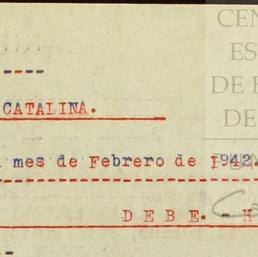 CEN
ES
CATALINA.
DE
DE
mes de Febrero de 1942.
DEBE. - H